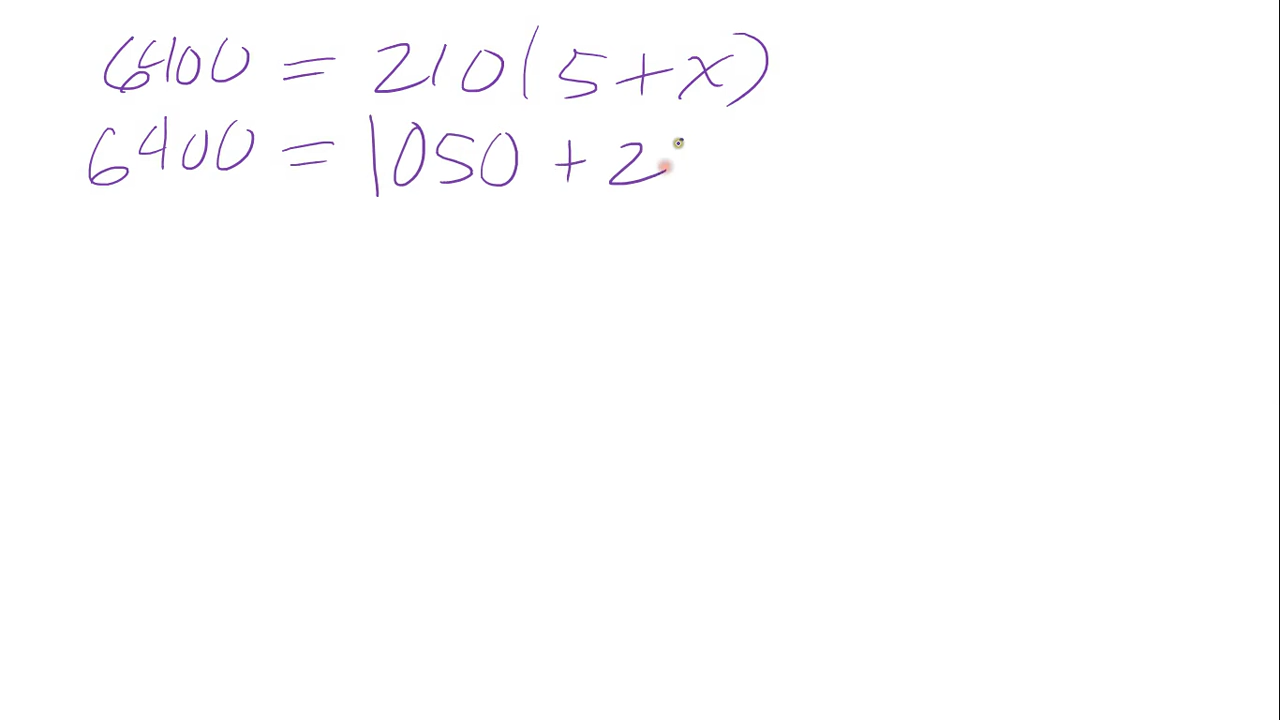 6400 = 210(5+x)
6400 = 1050 + 2